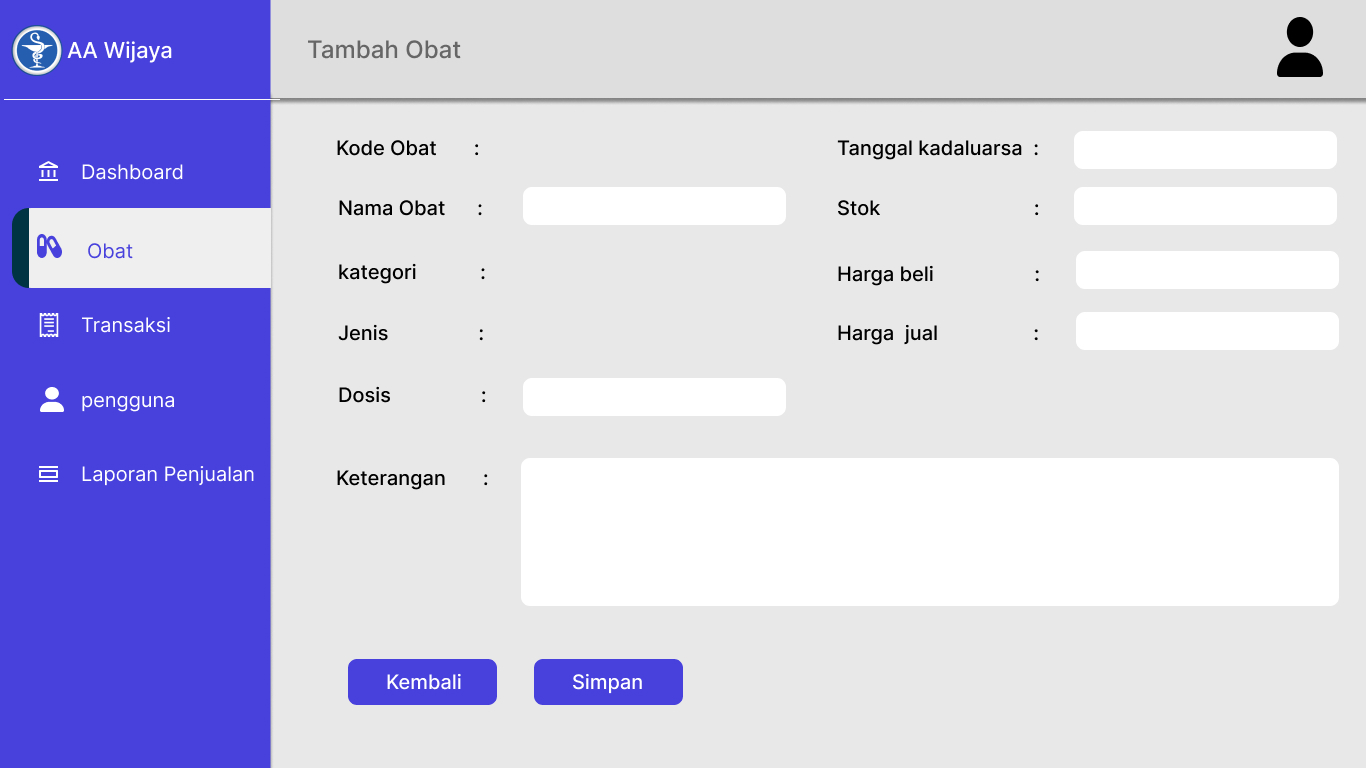 AA Wijaya
Tambah Obat
Dashboard
Obat
Transaksi
pengguna
Laporan Penjualan
Kode Obat :
Nama Obat :
kategori :
Jenis :
Dosis :
Tanggal kadaluarsa :
Stok :
Harga beli :
Harga jual :
Keterangan :
Kembali
Simpan